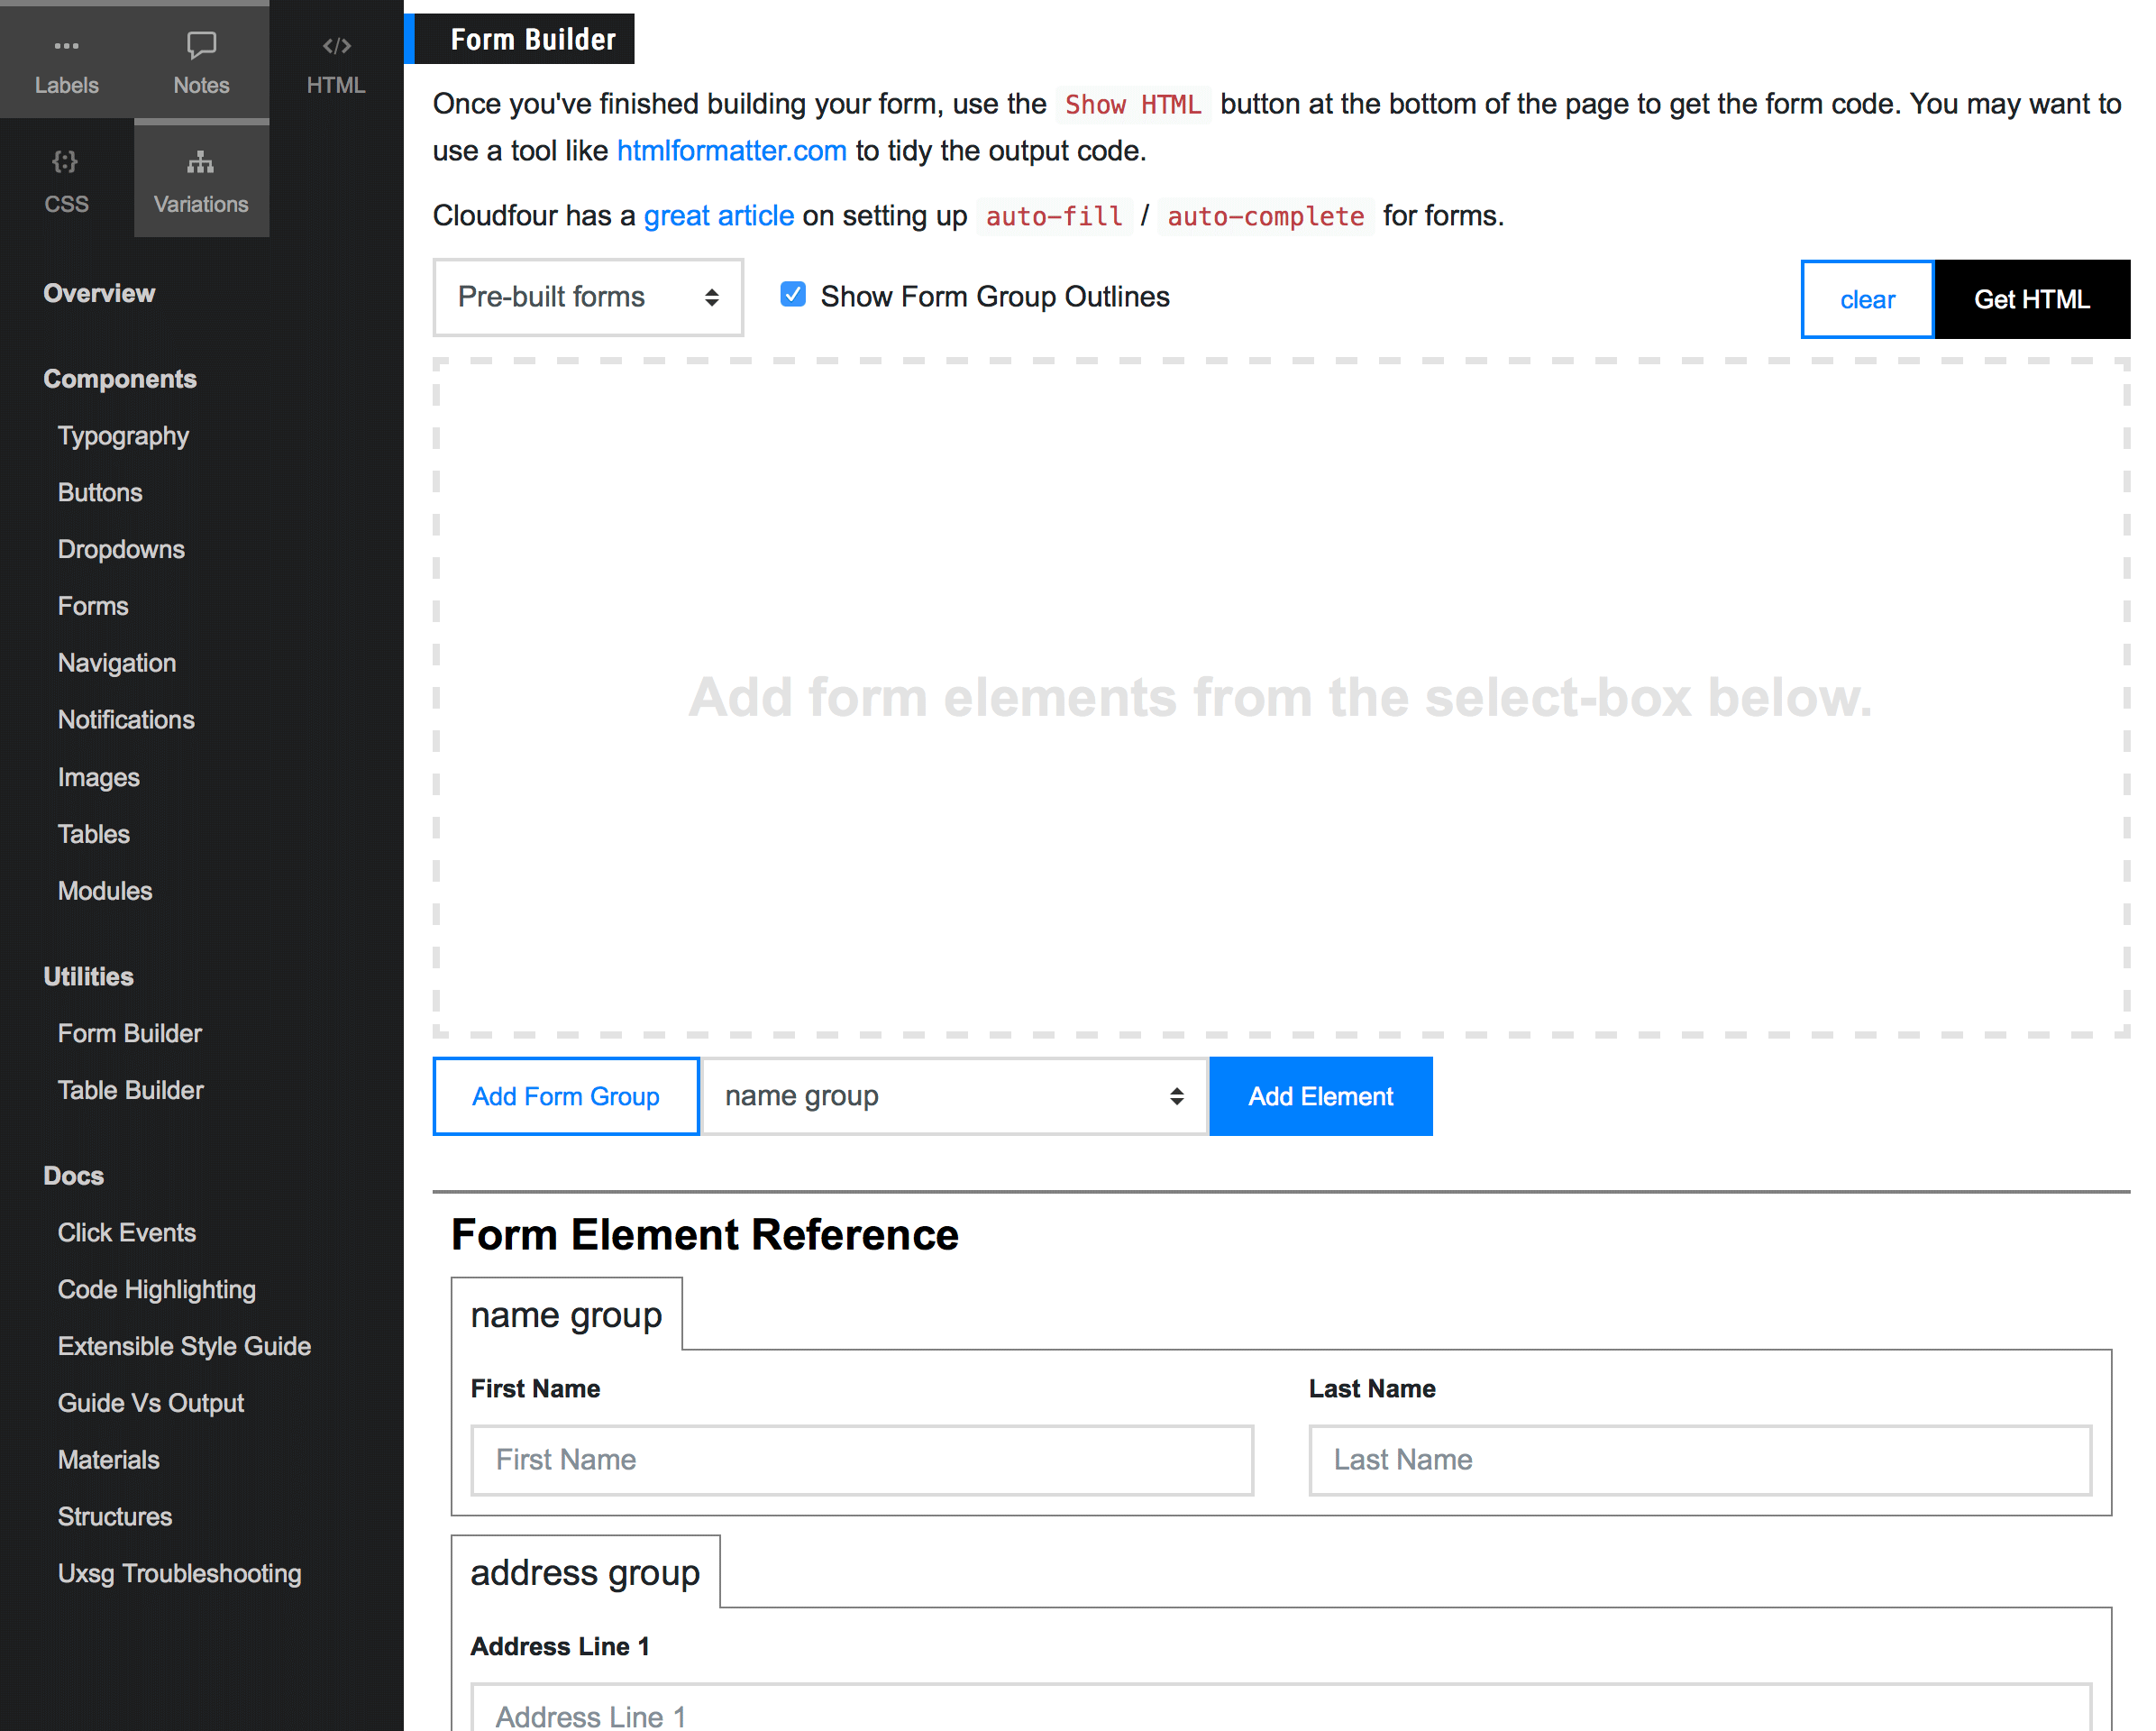 Labels
Notes
HTML
CSS
Variations
Overview
Components
Typography
Buttons
Dropdowns
Forms
Navigation
Notifications
Images
Tables
Modules
Utilities
Form Builder
Table Builder
Docs
Click Events
Code Highlighting
Extensible Style Guide
Guide Vs Output
Materials
Structures
Uxsg Troubleshooting
Form Builder
Once you've finished building your form, use the Show HTML button at the bottom of the page to get the form code. You may want to
use a tool like htmlformatter.com to tidy the output code.
Cloudfour has a great article on setting up auto-fill / auto-complete for forms.
Pre-built forms
Show Form Group Outlines
clear
Get HTML
Add form elements from the select-box below.
Add Form Group
name group
Add Element
Form Element Reference
name group
First Name
Last Name
First Name
Last Name
address group
Address Line 1
Address Line 1